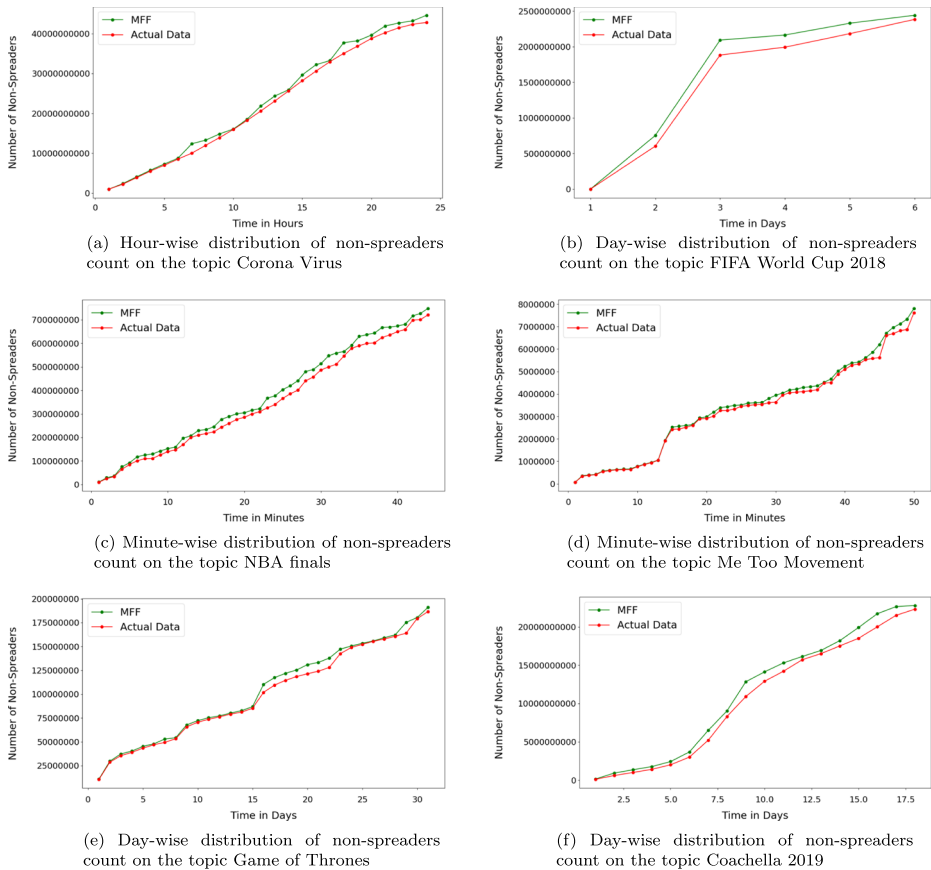 MFF
Actual Data
Number of Non-Spreaders
40000000000
30000000000
20000000000
10000000000
0
0 5 10 15 20 25
Time in Hours
(a) Hour-wise distribution of non-spreaders
count on the topic Corona Virus
MFF
Actual Data
Number of Non-Spreaders
2500000000
2000000000
1500000000
1000000000
500000000
0
1 2 3 4 5 6
Time in Days
(b) Day-wise distribution of non-spreaders
count on the topic FIFA World Cup 2018
MFF
Actual Data
Number of Non-Spreaders
700000000
600000000
500000000
400000000
300000000
200000000
100000000
0
0 10 20 30 40
Time in Minutes
(c) Minute-wise distribution of non-spreaders
count on the topic NBA finals
MFF
Actual Data
Number of Non-Spreaders
8000000
7000000
6000000
5000000
4000000
3000000
2000000
1000000
0
0 10 20 30 40 50
Time in Minutes
(d) Minute-wise distribution of non-spreaders
count on the topic Me Too Movement
MFF
Actual Data
Number of Non-Spreaders
200000000
175000000
150000000
125000000
100000000
75000000
50000000
25000000
0 5 10 15 20 25 30
Time in Days
(e) Day-wise distribution of non-spreaders
count on the topic Game of Thrones
MFF
Actual Data
Number of Non-Spreaders
20000000000
15000000000
10000000000
5000000000
0
2.5 5.0 7.5 10.0 12.5 15.0 17.5
Time in Days
(f) Day-wise distribution of non-spreaders
count on the topic Coachella 2019